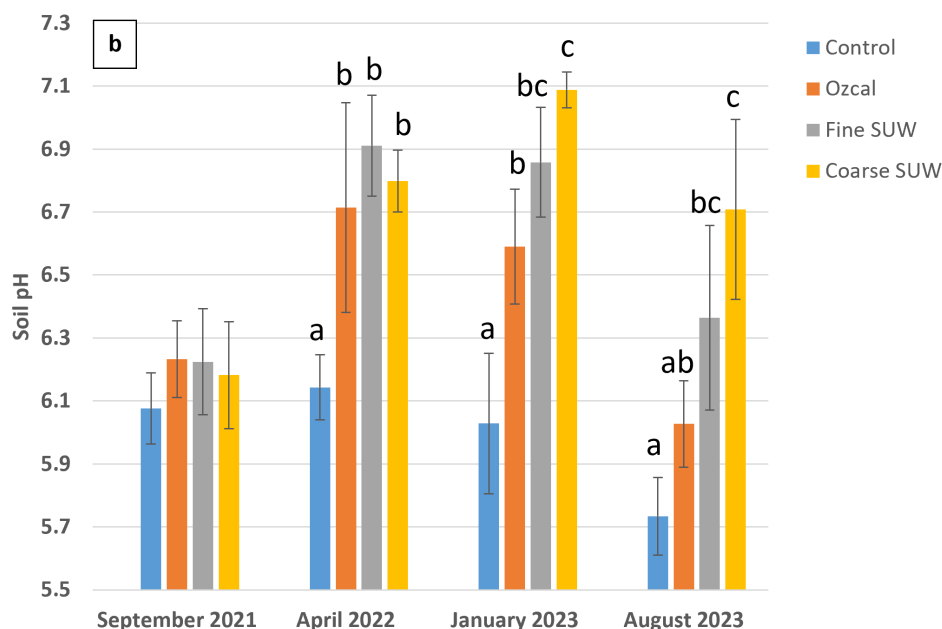 b
7.3
7.1
6.9
6.7
6.5
6.3
6.1
5.9
5.7
5.5
Soil pH
a
b
b
b
a
b
bc
c
a
ab
bc
c
September 2021
April 2022
January 2023
August 2023
Control
Ozcal
Fine SUW
Coarse SUW